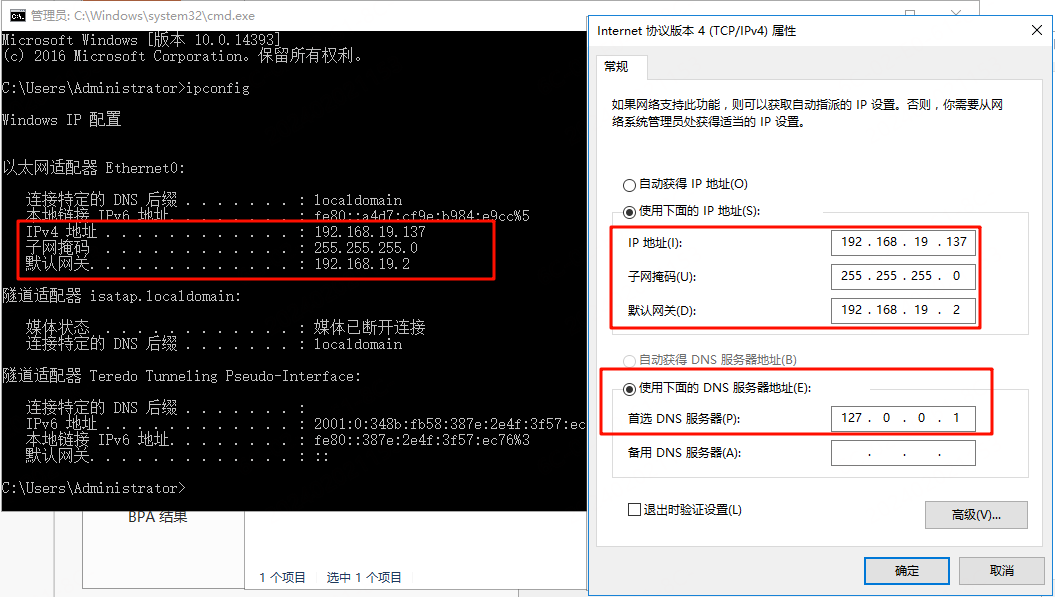 管理员: C:\Windows\system32\cmd.exe
Microsoft Windows [版本 10.0.14393]
(c) 2016 Microsoft Corporation。保留所有权利。
C:\Users\Administrator>ipconfig
Windows IP 配置
以太网适配器 Ethernet0:
连接特定的 DNS 后缀 . . . . . . . : localdomain
本地链接 IPv6 地址. . . . . . . . : fe80::a4d7:cf9e:b984:e9cc%5
IPv4 地址 . . . . . . . . . . . . : 192.168.19.137
子网掩码 . . . . . . . . . . . . : 255.255.255.0
默认网关. . . . . . . . . . . . . : 192.168.19.2
隧道适配器 isatap.localdomain:
媒体状态 . . . . . . . . . . . . : 媒体已断开连接
连接特定的 DNS 后缀 . . . . . . . : localdomain
隧道适配器 Teredo Tunneling Pseudo-Interface:
连接特定的 DNS 后缀 . . . . . . . :
IPv6 地址 . . . . . . . . . . . . : 2001:0:348b:fb58:387e:2e4f:3f57:ec
本地链接 IPv6 地址. . . . . . . . : fe80::387e:2e4f:3f57:ec76%3
默认网关. . . . . . . . . . . . . : ::
C:\Users\Administrator>
BPA 结果
1 个项目 选中 1 个项目
Internet 协议版本 4 (TCP/IPv4) 属性
常规
如果网络支持此功能，则可以获取自动指派的 IP 设置。否则，你需要从网
络系统管理员处获得适当的 IP 设置。
自动获得 IP 地址(O)
使用下面的 IP 地址(S):
IP 地址(I): 192 . 168 . 19 . 137
子网掩码(U): 255 . 255 . 255 . 0
默认网关(D): 192 . 168 . 19 . 2
自动获得 DNS 服务器地址(B)
使用下面的 DNS 服务器地址(E):
首选 DNS 服务器(P): 127 . 0 . 0 . 1
备用 DNS 服务器(A): . . .
退出时验证设置(L)
高级(V)...
确定 取消